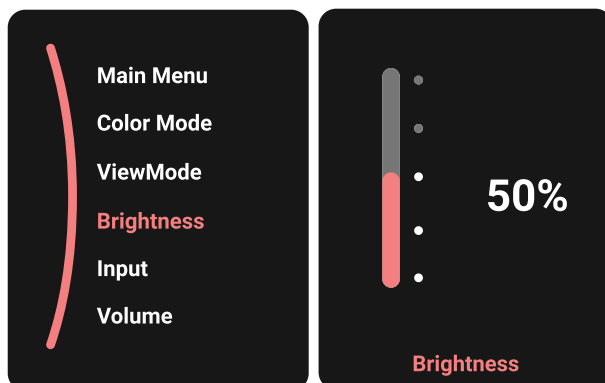 Main Menu
Color Mode
ViewMode
Brightness
Input
Volume
50%
Brightness